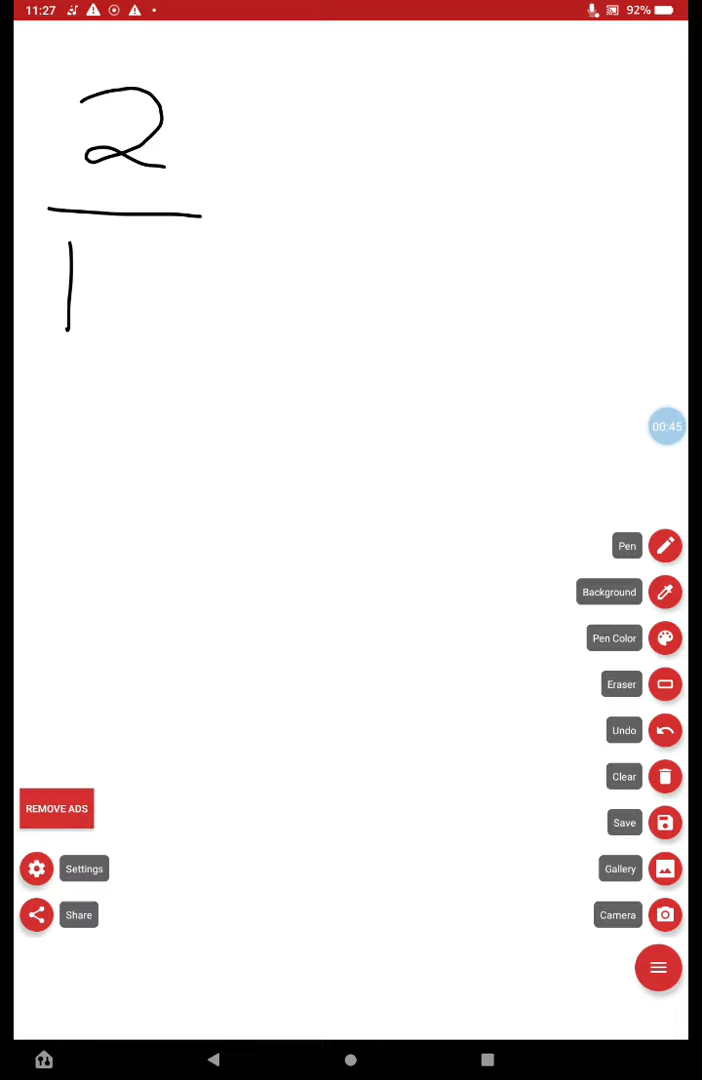 11:27
92%
2
1
00:45
Pen
Background
Pen Color
Eraser
Undo
Clear
Save
REMOVE ADS
Settings
Gallery
Share
Camera